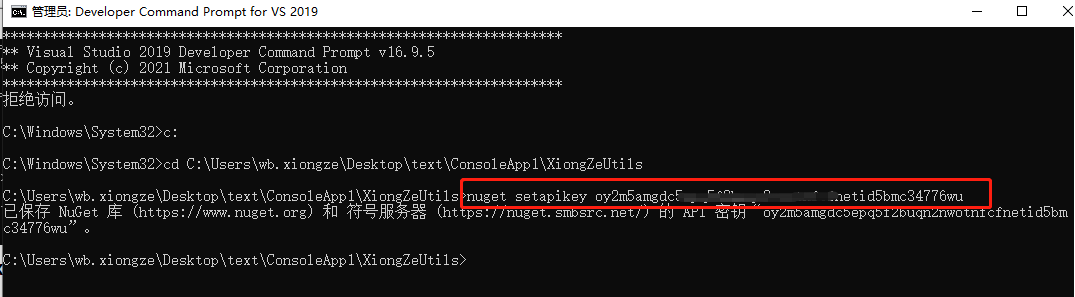 管理员: Developer Command Prompt for VS 2019
**********************************************************************
** Visual Studio 2019 Developer Command Prompt v16.9.5
** Copyright (c) 2021 Microsoft Corporation
**********************************************************************
拒绝访问。
C:\Windows\System32>c:
C:\Windows\System32>cd C:\Users\wb.xiongze\Desktop\text\ConsoleApp1\XiongZeUtils
C:\Users\wb.xiongze\Desktop\text\ConsoleApp1\XiongZeUtils>nuget setapikey
已保存 NuGet 库 (https://www.nuget.org) 和 符号服务器 (https://nuget.smbsrc.net/) 的 API 密钥
C:\Users\wb.xiongze\Desktop\text\ConsoleApp1\XiongZeUtils>